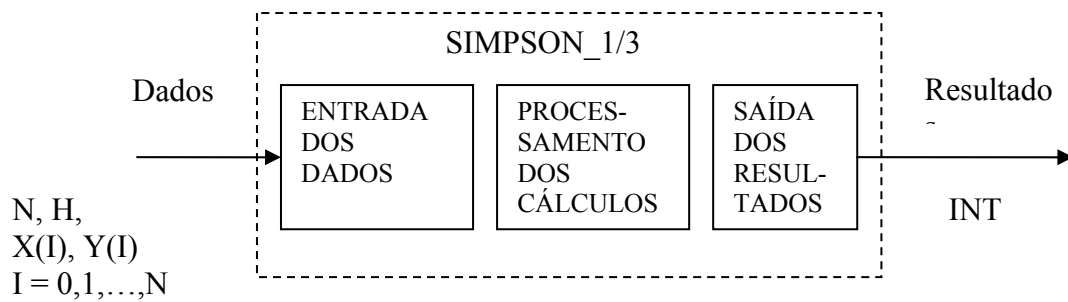 SIMPSON_1/3
Dados
ENTRADA
DOS
DADOS
PROCES-
SAMENTO
DOS
CÁLCULOS
SAÍDA
DOS
RESUL-
TADOS
Resultado
N, H,
X(I), Y(I)
I = 0,1,…,N
INT